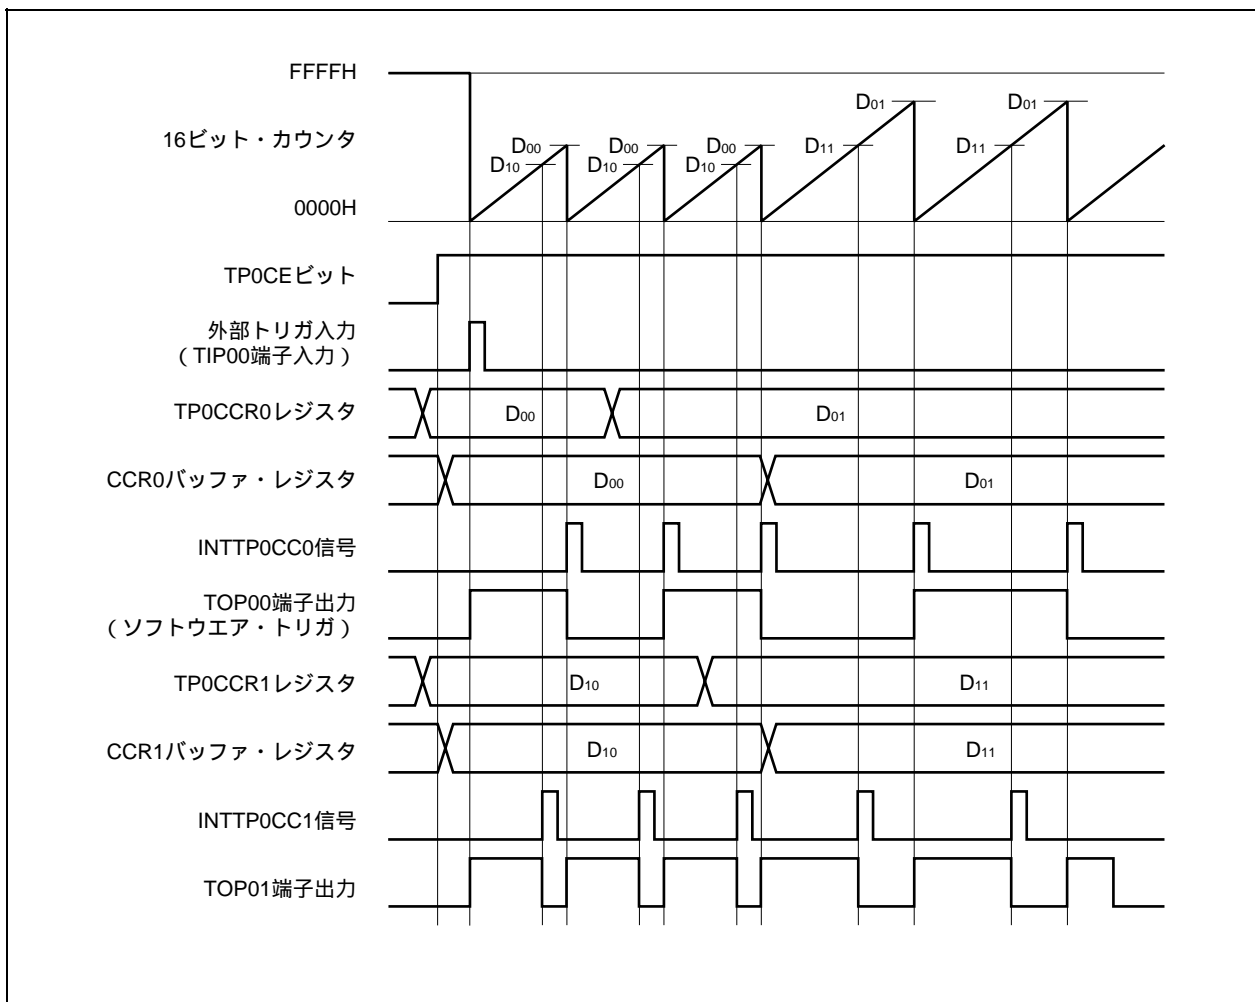 FFFFH
16ビット・カウンタ
0000H
D01 D01
D00 D00 D00 D11 D11
D10 D10 D10
TP0CEビット
外部トリガ入力
(TIP00端子入力)
TP0CCR0レジスタ D00 D01
CCR0バッファ・レジスタ D00 D01
INTTP0CC0信号
TOP00端子出力
(ソフトウエア・トリガ)
TP0CCR1レジスタ D10 D11
CCR1バッファ・レジスタ D10 D11
INTTP0CC1信号
TOP01端子出力